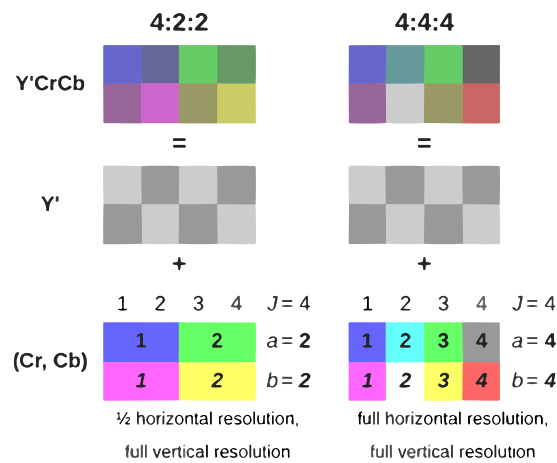 4:2:2 4:4:4
Y'CrCb
= =
Y'
+ +
1 2 3 4 J = 4 1 2 3 4 J = 4
1 2 a = 2 1 2 3 4 a = 4
(Cr, Cb)
1 2 b = 2 1 2 3 4 b = 4
½ horizontal resolution, full horizontal resolution,
full vertical resolution full vertical resolution